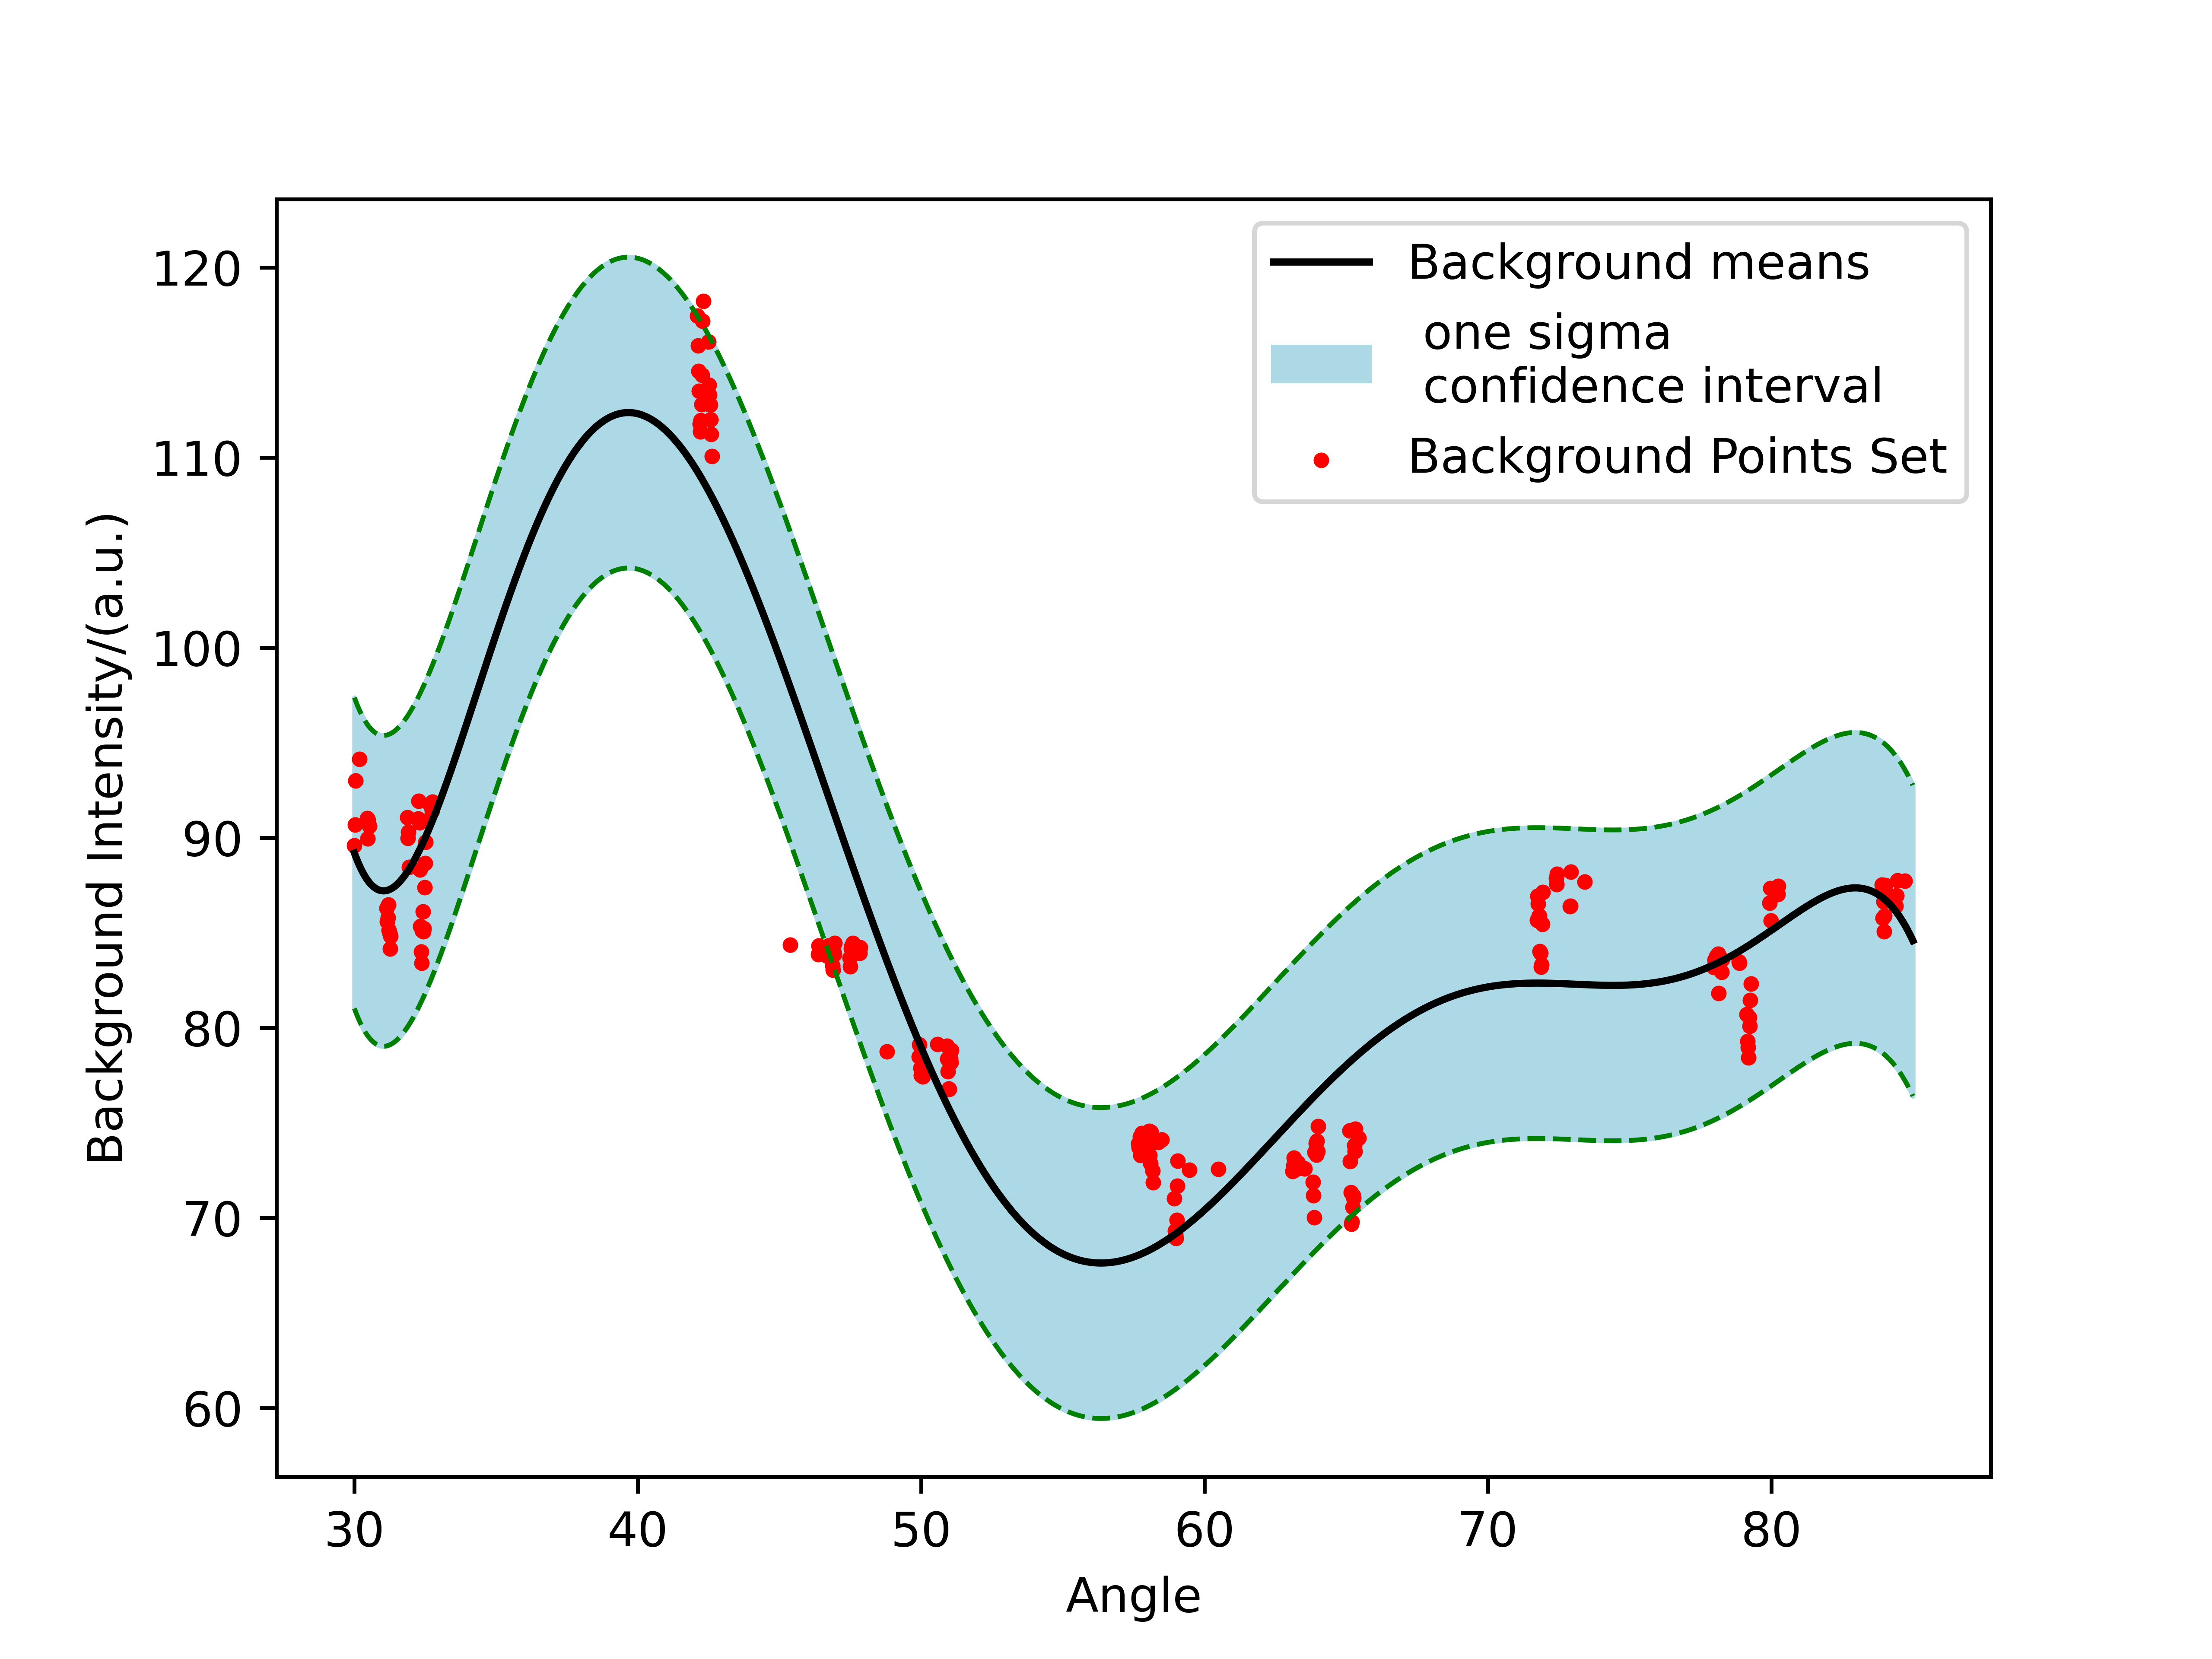 Background means
one sigma
confidence interval
Background Points Set
Background Intensity/(a.u.)
120
110
100
90
80
70
60
30 40 50 60 70 80
Angle